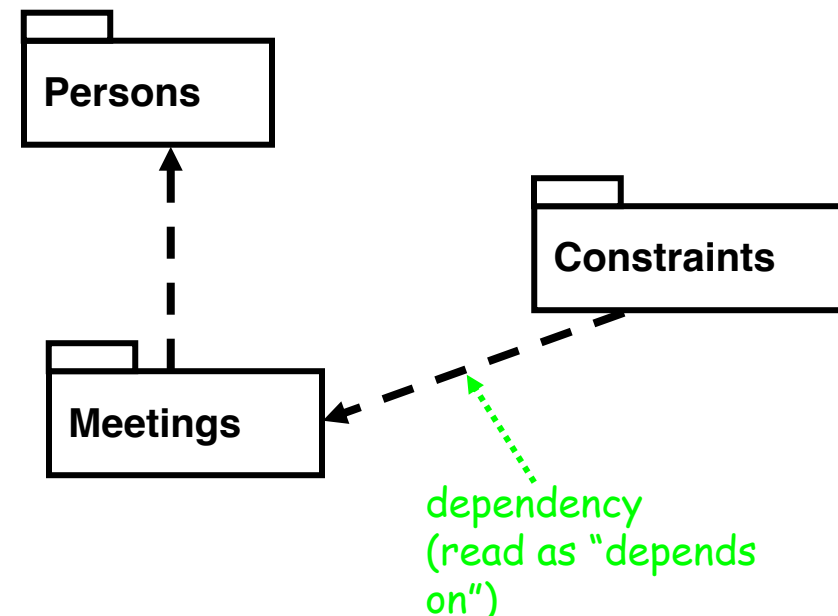 Persons
Constraints
Meetings
dependency
(read as “depends
on”)